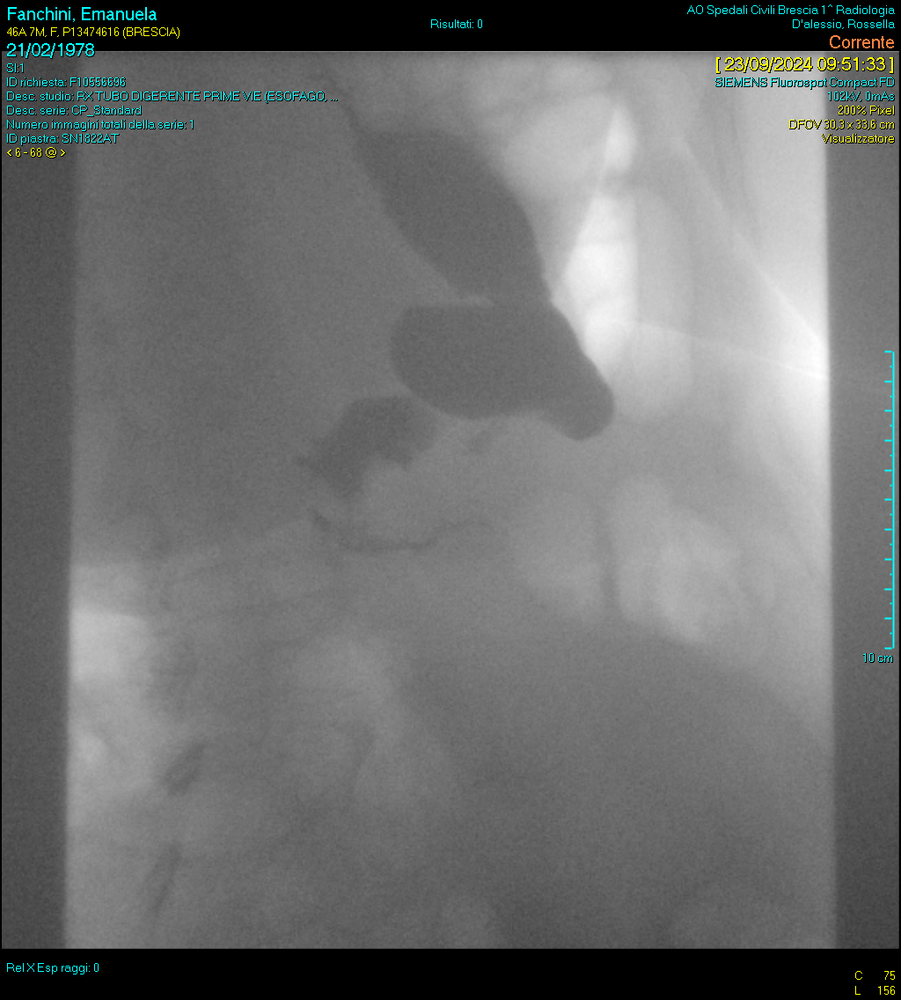 Fanchini, Emanuela
46A 7M, F, P13474616 (BRESCIA)
21/02/1978
SI:1
ID richiesta: F10556696
Desc. studio: RX TUBO DIGERENTE PRIME VIE (ESOFAGO, ...
Desc. serie: CP_Standard
Numero immagini totali della serie: 1
ID piastra: SN1822AT
< 6 - 68 @ >
Risultati: 0
AO Spedali Civili Brescia 1^ Radiologia
D'alessio, Rossella
Corrente
[ 23/09/2024 09:51:33 ]
SIEMENS Fluorospot Compact FD
102kV, 0mAs
200% Pixel
DFOV 30,3 x 33,6 cm
Visualizzatore
10 cm
Rel X Esp raggi: 0
C 75
L 156